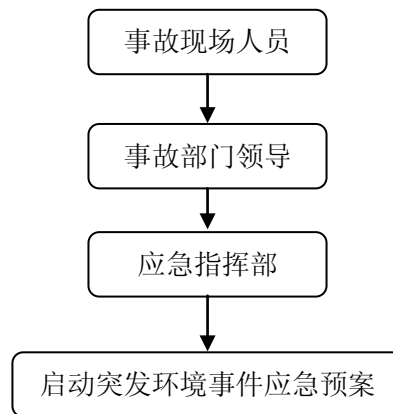 事故现场人员
事故部门领导
应急指挥部
启动突发环境事件应急预案